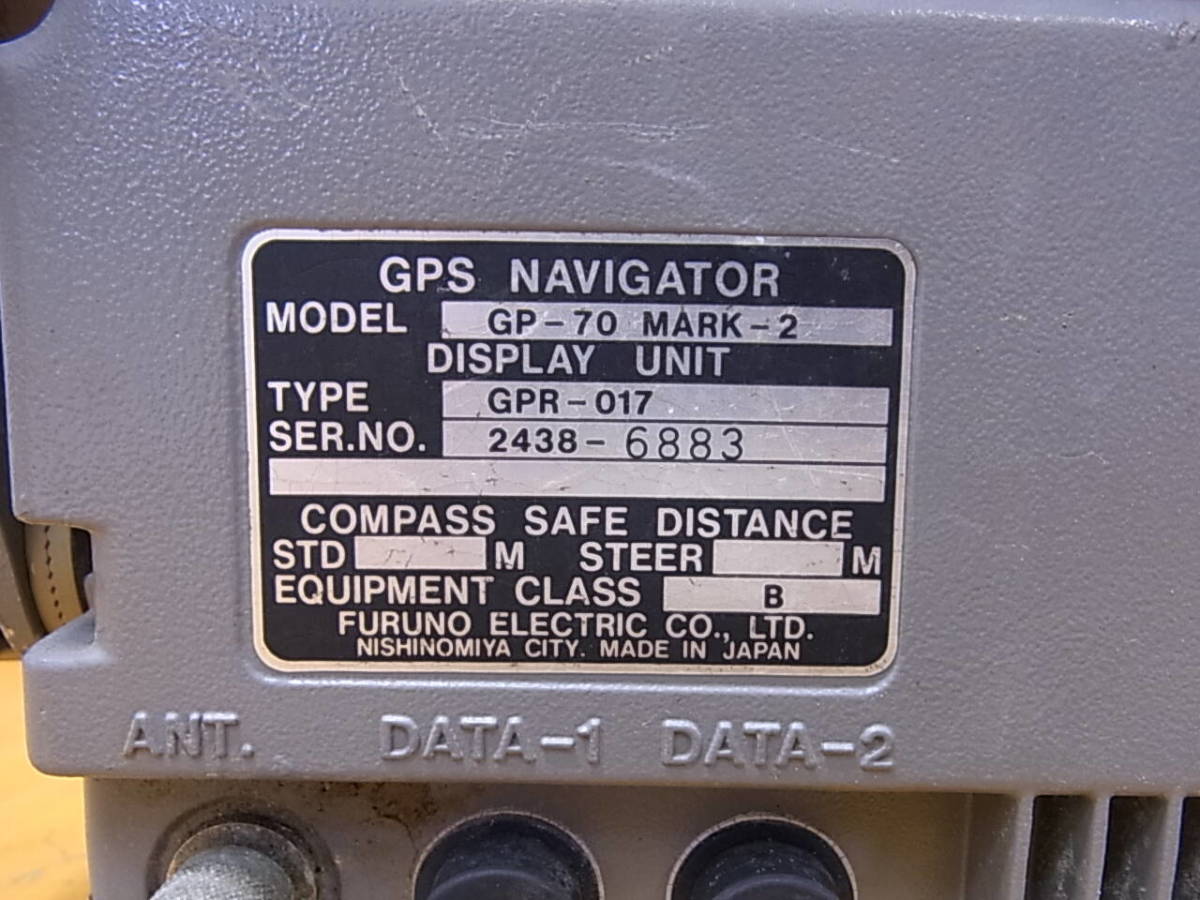 GPS NAVIGATOR
MODEL GP-70 MARK-2
DISPLAY UNIT
TYPE GPR-017
SER.NO. 2438-6883
COMPASS SAFE DISTANCE
STD M STEER M
EQUIPMENT CLASS B
FURUNO ELECTRIC CO., LTD.
NISHINOMIYA CITY. MADE IN JAPAN
ANT. DATA-1 DATA-2